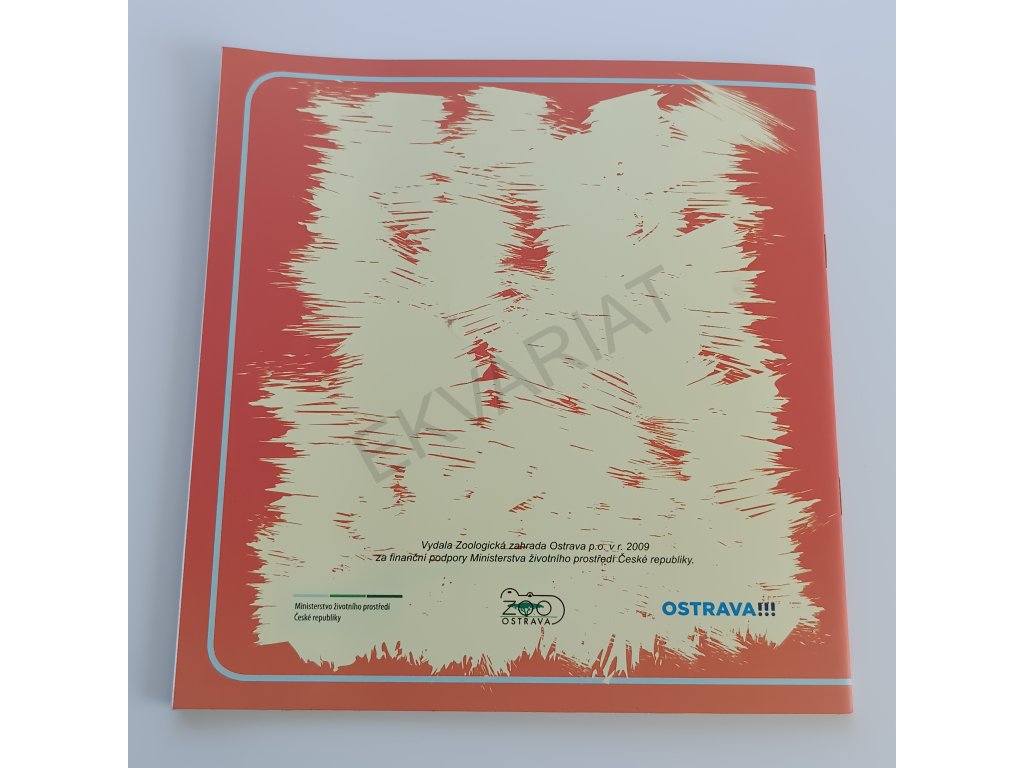 EKVARIAT
Vydala Zoologická zahrada Ostrava p.o. v r. 2009
za finanční podpory Ministerstva životního prostředí České republiky.
Ministerstvo životního prostředí
České republiky
ZOO
OSTRAVA
OSTRAVA!!!